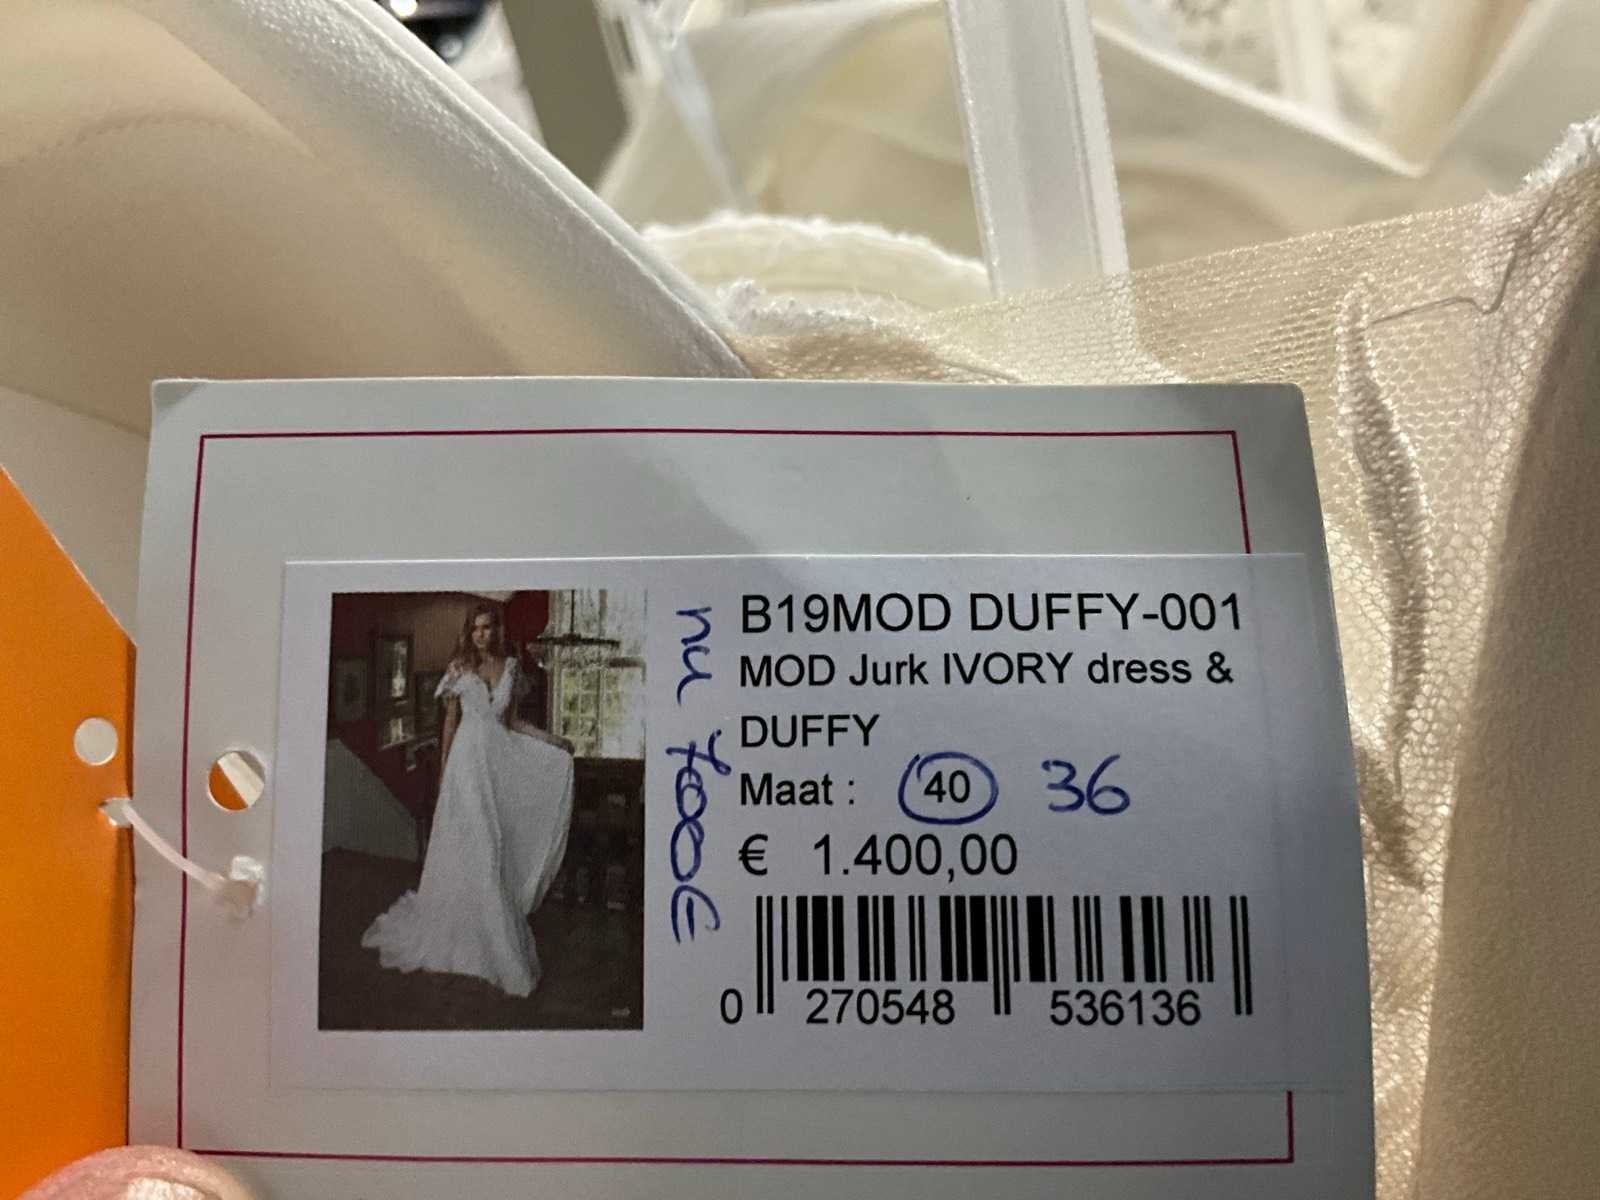 B19MOD DUFFY-001
MOD Jurk IVORY dress &
DUFFY
Maat : 40 36
€ 1.400,00
0 270548 536136
nu 700€